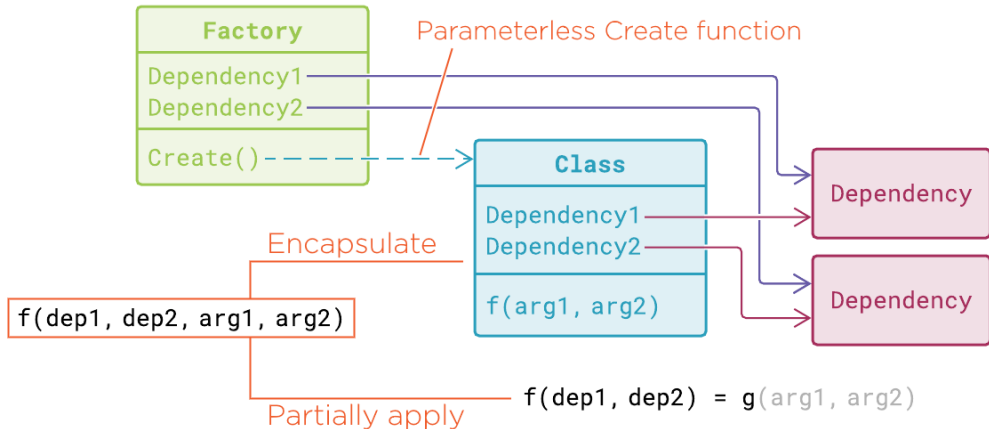 Factory
Parameterless Create function
Dependency1
Dependency2
Create()
Class
Dependency1
Dependency2
f(arg1, arg2)
Dependency
Dependency
Encapsulate
f(dep1, dep2, arg1, arg2)
Partially apply
f(dep1, dep2) = g(arg1, arg2)